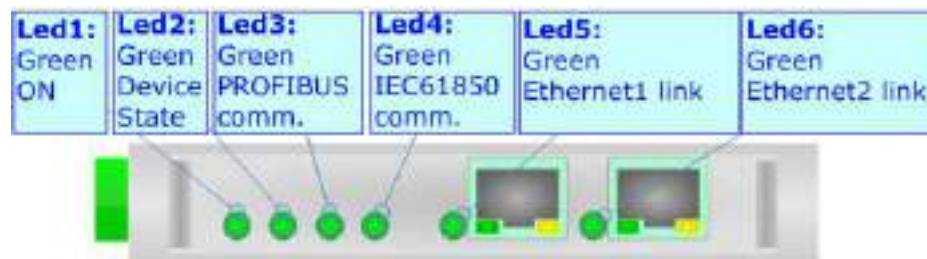 Led1:
Green
ON
Led2:
Green
Device
State
Led3:
Green
PROFIBUS
comm.
Led4:
Green
IEC61850
comm.
Led5:
Green
Ethernet1 link
Led6:
Green
Ethernet2 link